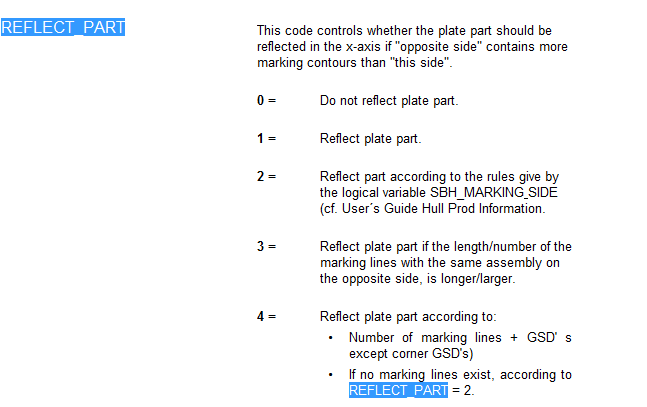 REFLECT_PART
This code controls whether the plate part should be
reflected in the x-axis if "opposite side" contains more
marking contours than "this side".
0 = Do not reflect plate part.
1 = Reflect plate part.
2 = Reflect part according to the rules give by
the logical variable SBH_MARKING_SIDE
(cf. User´s Guide Hull Prod Information.
3 = Reflect plate part if the length/number of the
marking lines with the same assembly on
the opposite side, is longer/larger.
4 = Reflect plate part according to:
• Number of marking lines + GSD' s
except corner GSD's)
• If no marking lines exist, according to
REFLECT_PART = 2.